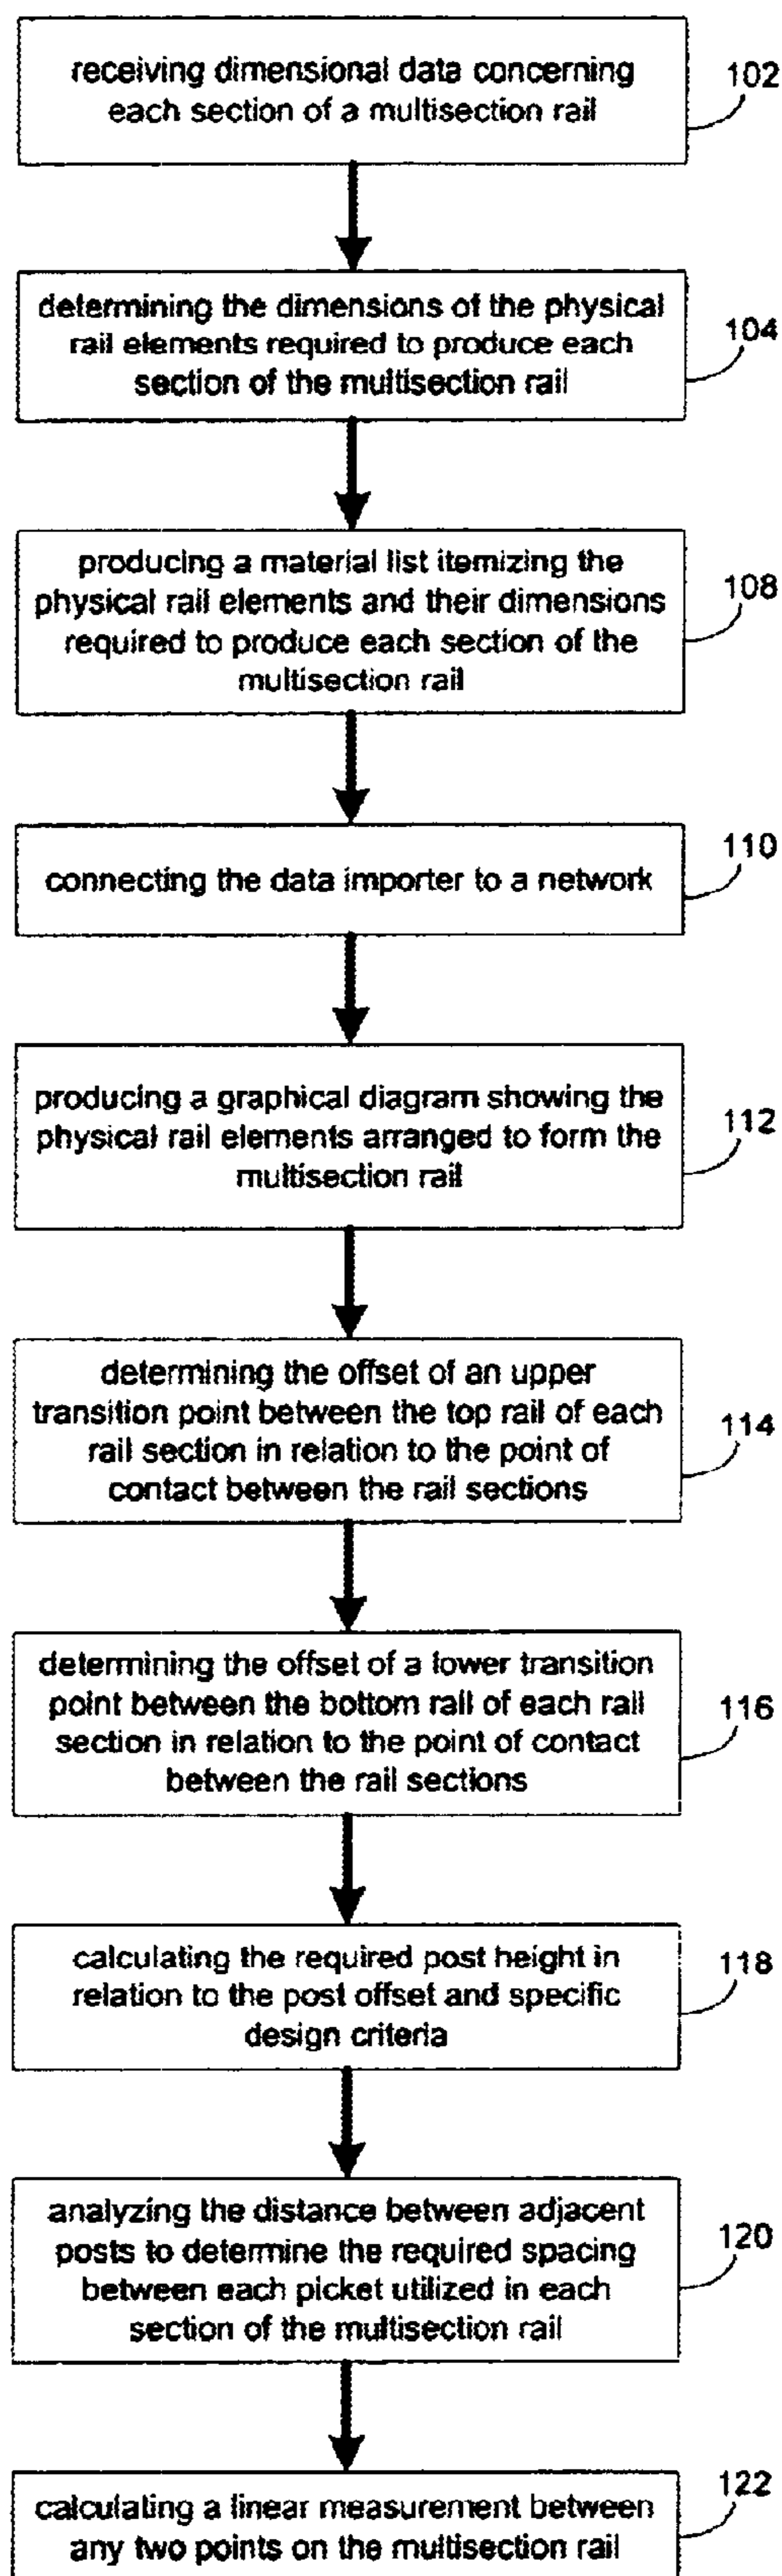 receiving dimensional data concerning
each section of a multisection rail
102
determining the dimensions of the physical
rail elements required to produce each
section of the multisection rail
104
producing a material list itemizing the
physical rail elements and their dimensions
required to produce each section of the
multisection rail
108
connecting the data importer to a network
110
producing a graphical diagram showing the
physical rail elements arranged to form the
multisection rail
112
determining the offset of an upper
transition point between the top rail of each
rail section in relation to the point of
contact between the rail sections
114
determining the offset of a lower transition
point between the bottom rail of each rail
section in relation to the point of contact
between the rail sections
116
calculating the required post height in
relation to the post offset and specific
design criteria
118
analyzing the distance between adjacent
posts to determine the required spacing
between each picket utilized in each
section of the multisection rail
120
calculating a linear measurement between
any two points on the multisection rail
122